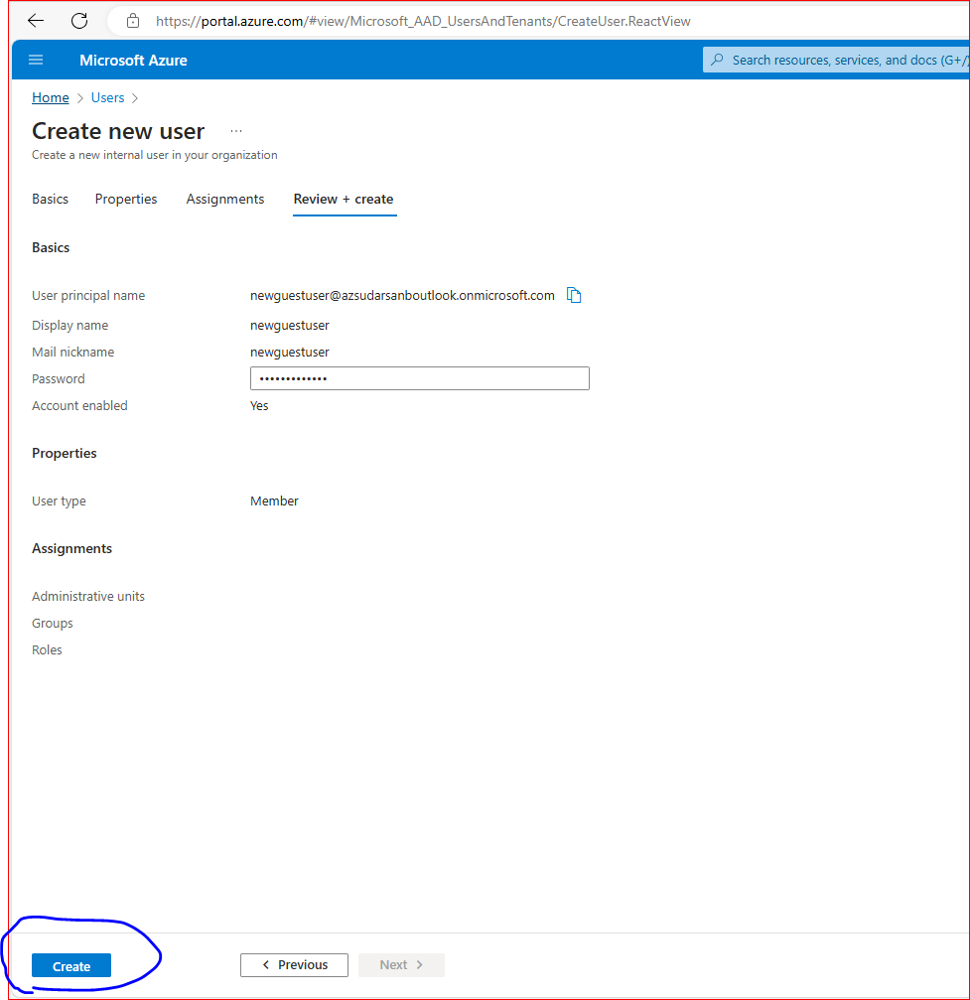 https://portal.azure.com/#view/Microsoft_AAD_UsersAndTenants/CreateUser.ReactView
Microsoft Azure
Search resources, services, and docs (G+/)
Home > Users >
Create new user ...
Create a new internal user in your organization
Basics Properties Assignments Review + create
Basics
User principal name newguestuser@azsudarsanboutlook.onmicrosoft.com
Display name newguestuser
Mail nickname newguestuser
Password •••••••••••••
Account enabled Yes
Properties
User type Member
Assignments
Administrative units
Groups
Roles
Create < Previous Next >